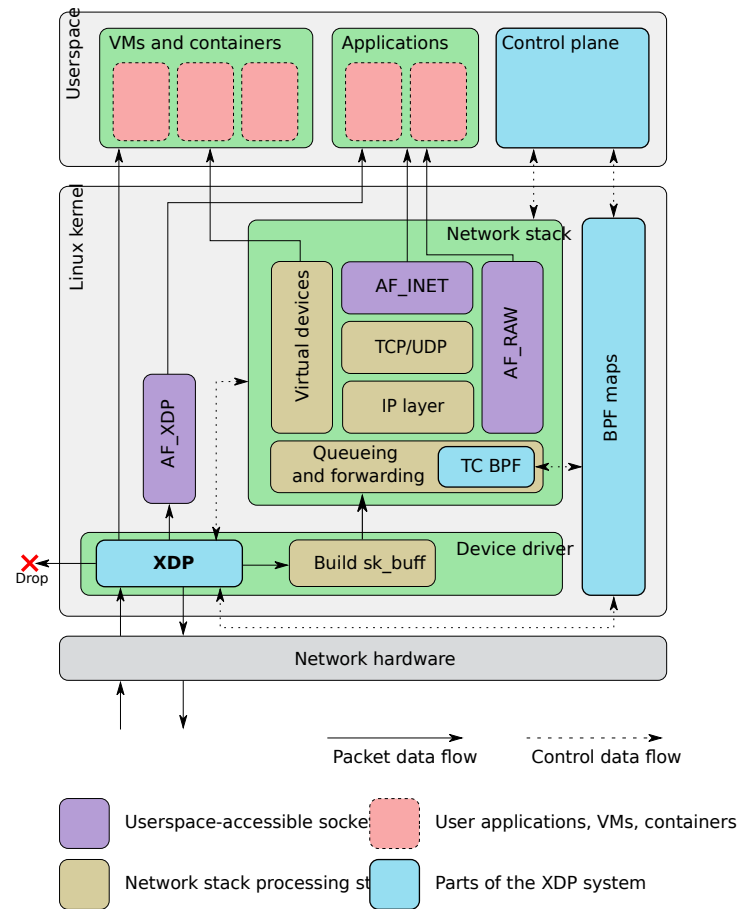 Userspace
VMs and containers
Applications
Control plane
Linux kernel
Network stack
Virtual devices
AF_INET
AF_RAW
TCP/UDP
BPF maps
AF_XDP
IP layer
Queueing
and forwarding
TC BPF
Device driver
XDP
Build sk_buff
Drop
Network hardware
Packet data flow
Control data flow
Userspace-accessible socke
User applications, VMs, containers
Network stack processing st
Parts of the XDP system